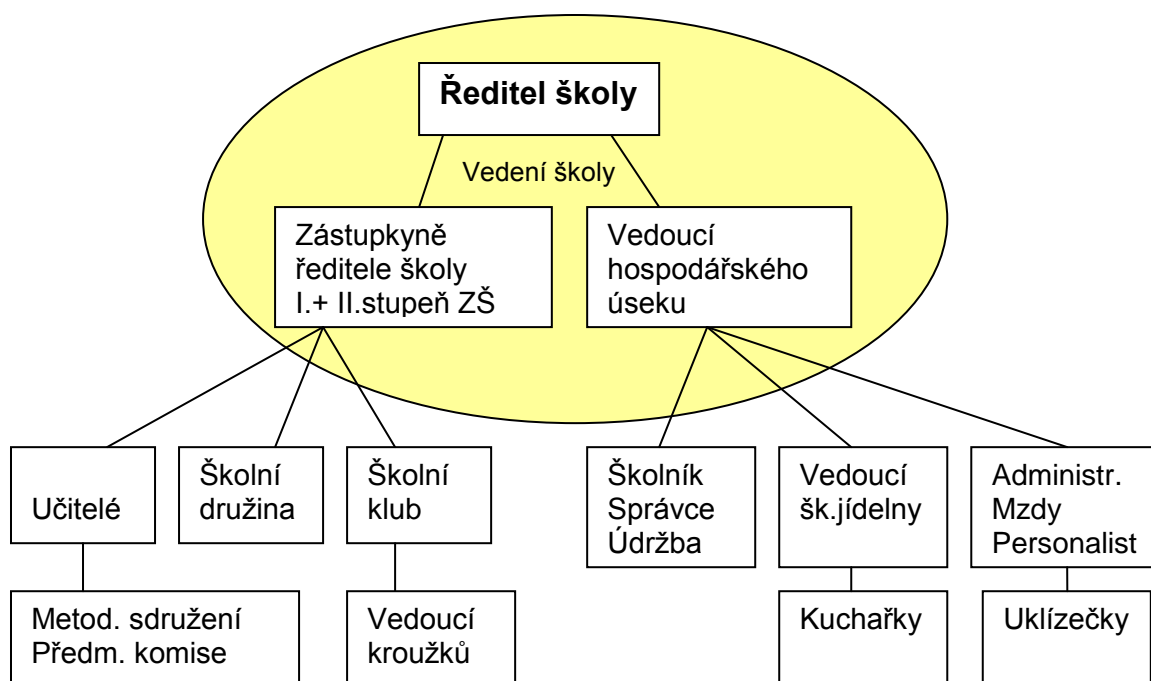 Ředitel školy
Vedení školy
Zástupkyně
ředitele školy
I.+ II.stupeň ZŠ
Vedoucí
hospodářského
úseku
Učitelé
Školní
družina
Školní
klub
Školník
Správce
Údržba
Vedoucí
šk.jídelny
Administr.
Mzdy
Personalist
Metod. sdružení
Předm. komise
Vedoucí
kroužků
Kuchařky
Uklízečky